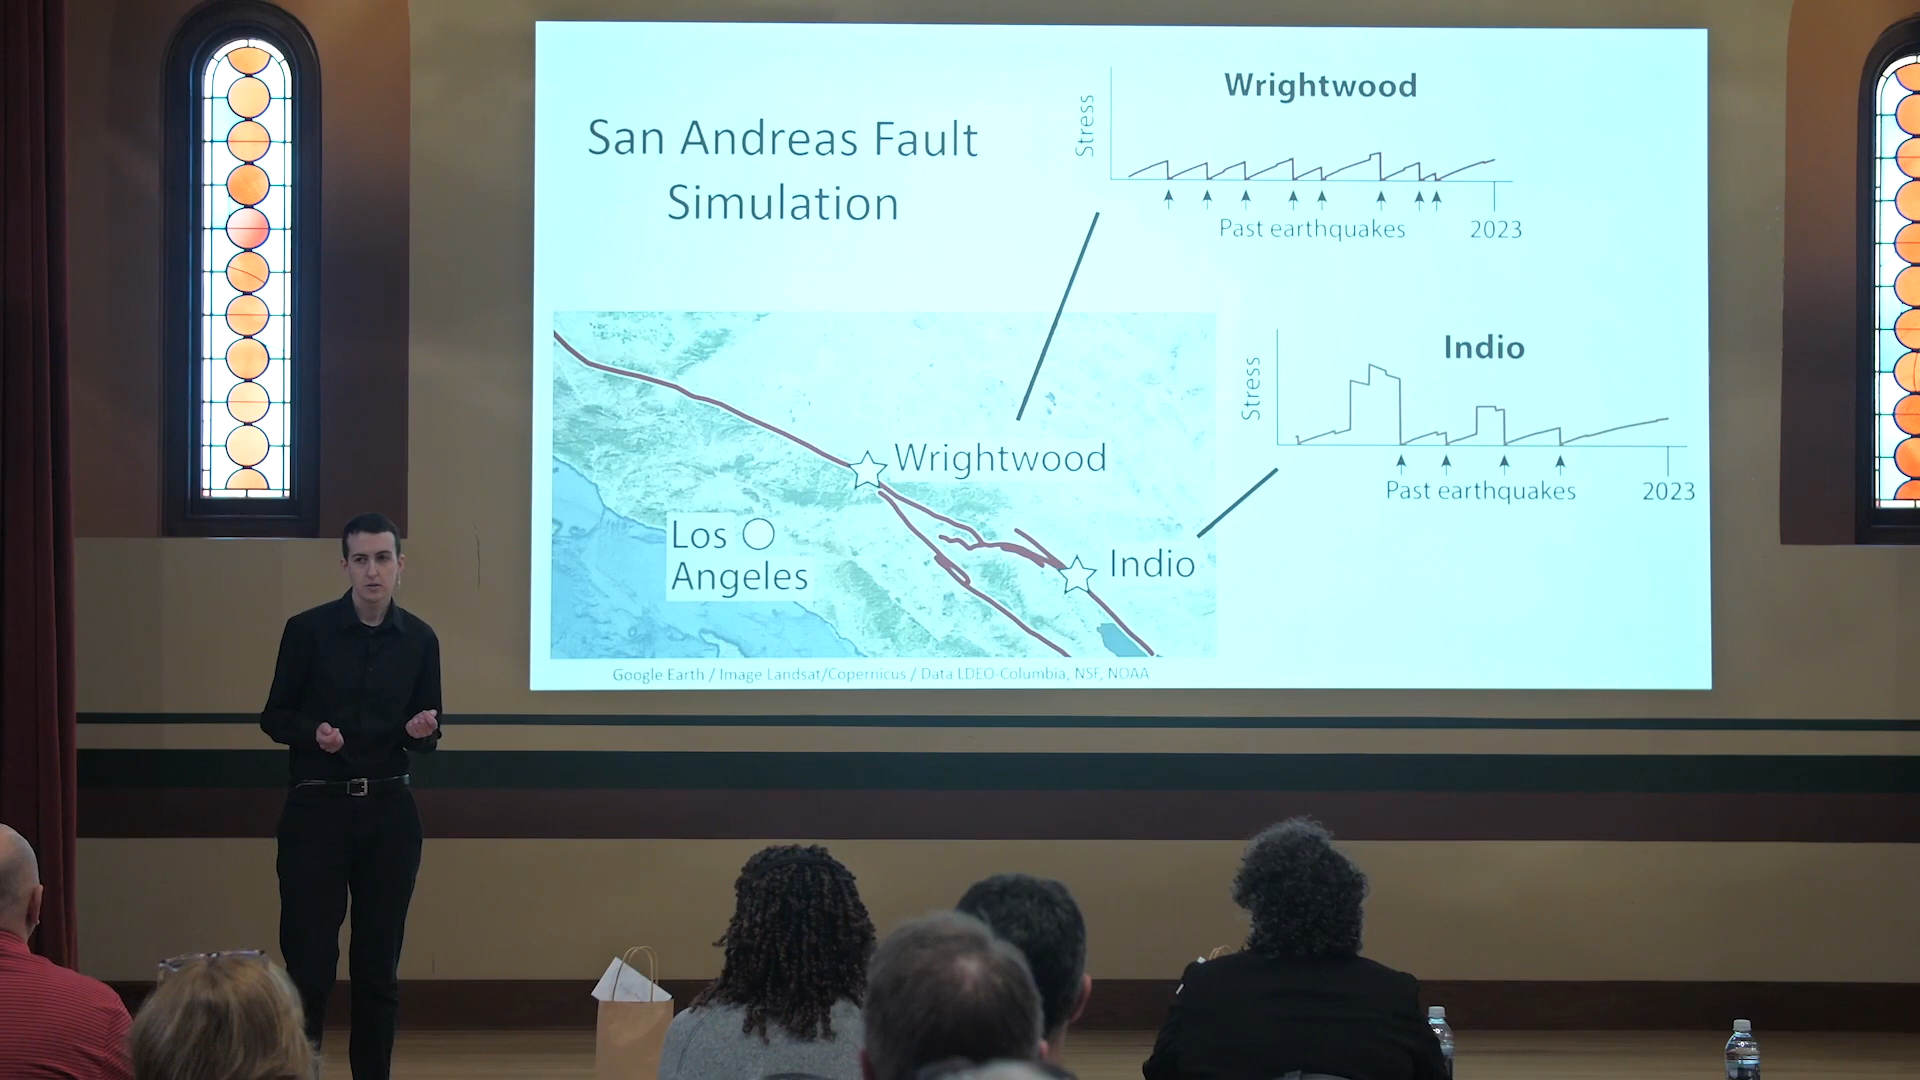 San Andreas Fault
Simulation
Wrightwood
Stress
Past earthquakes
2023
Indio
Stress
Past earthquakes
2023
Wrightwood
Los
Angeles
Indio
Google Earth / Image Landsat/Copernicus / Data LDEO-Columbia, NSF, NOAA